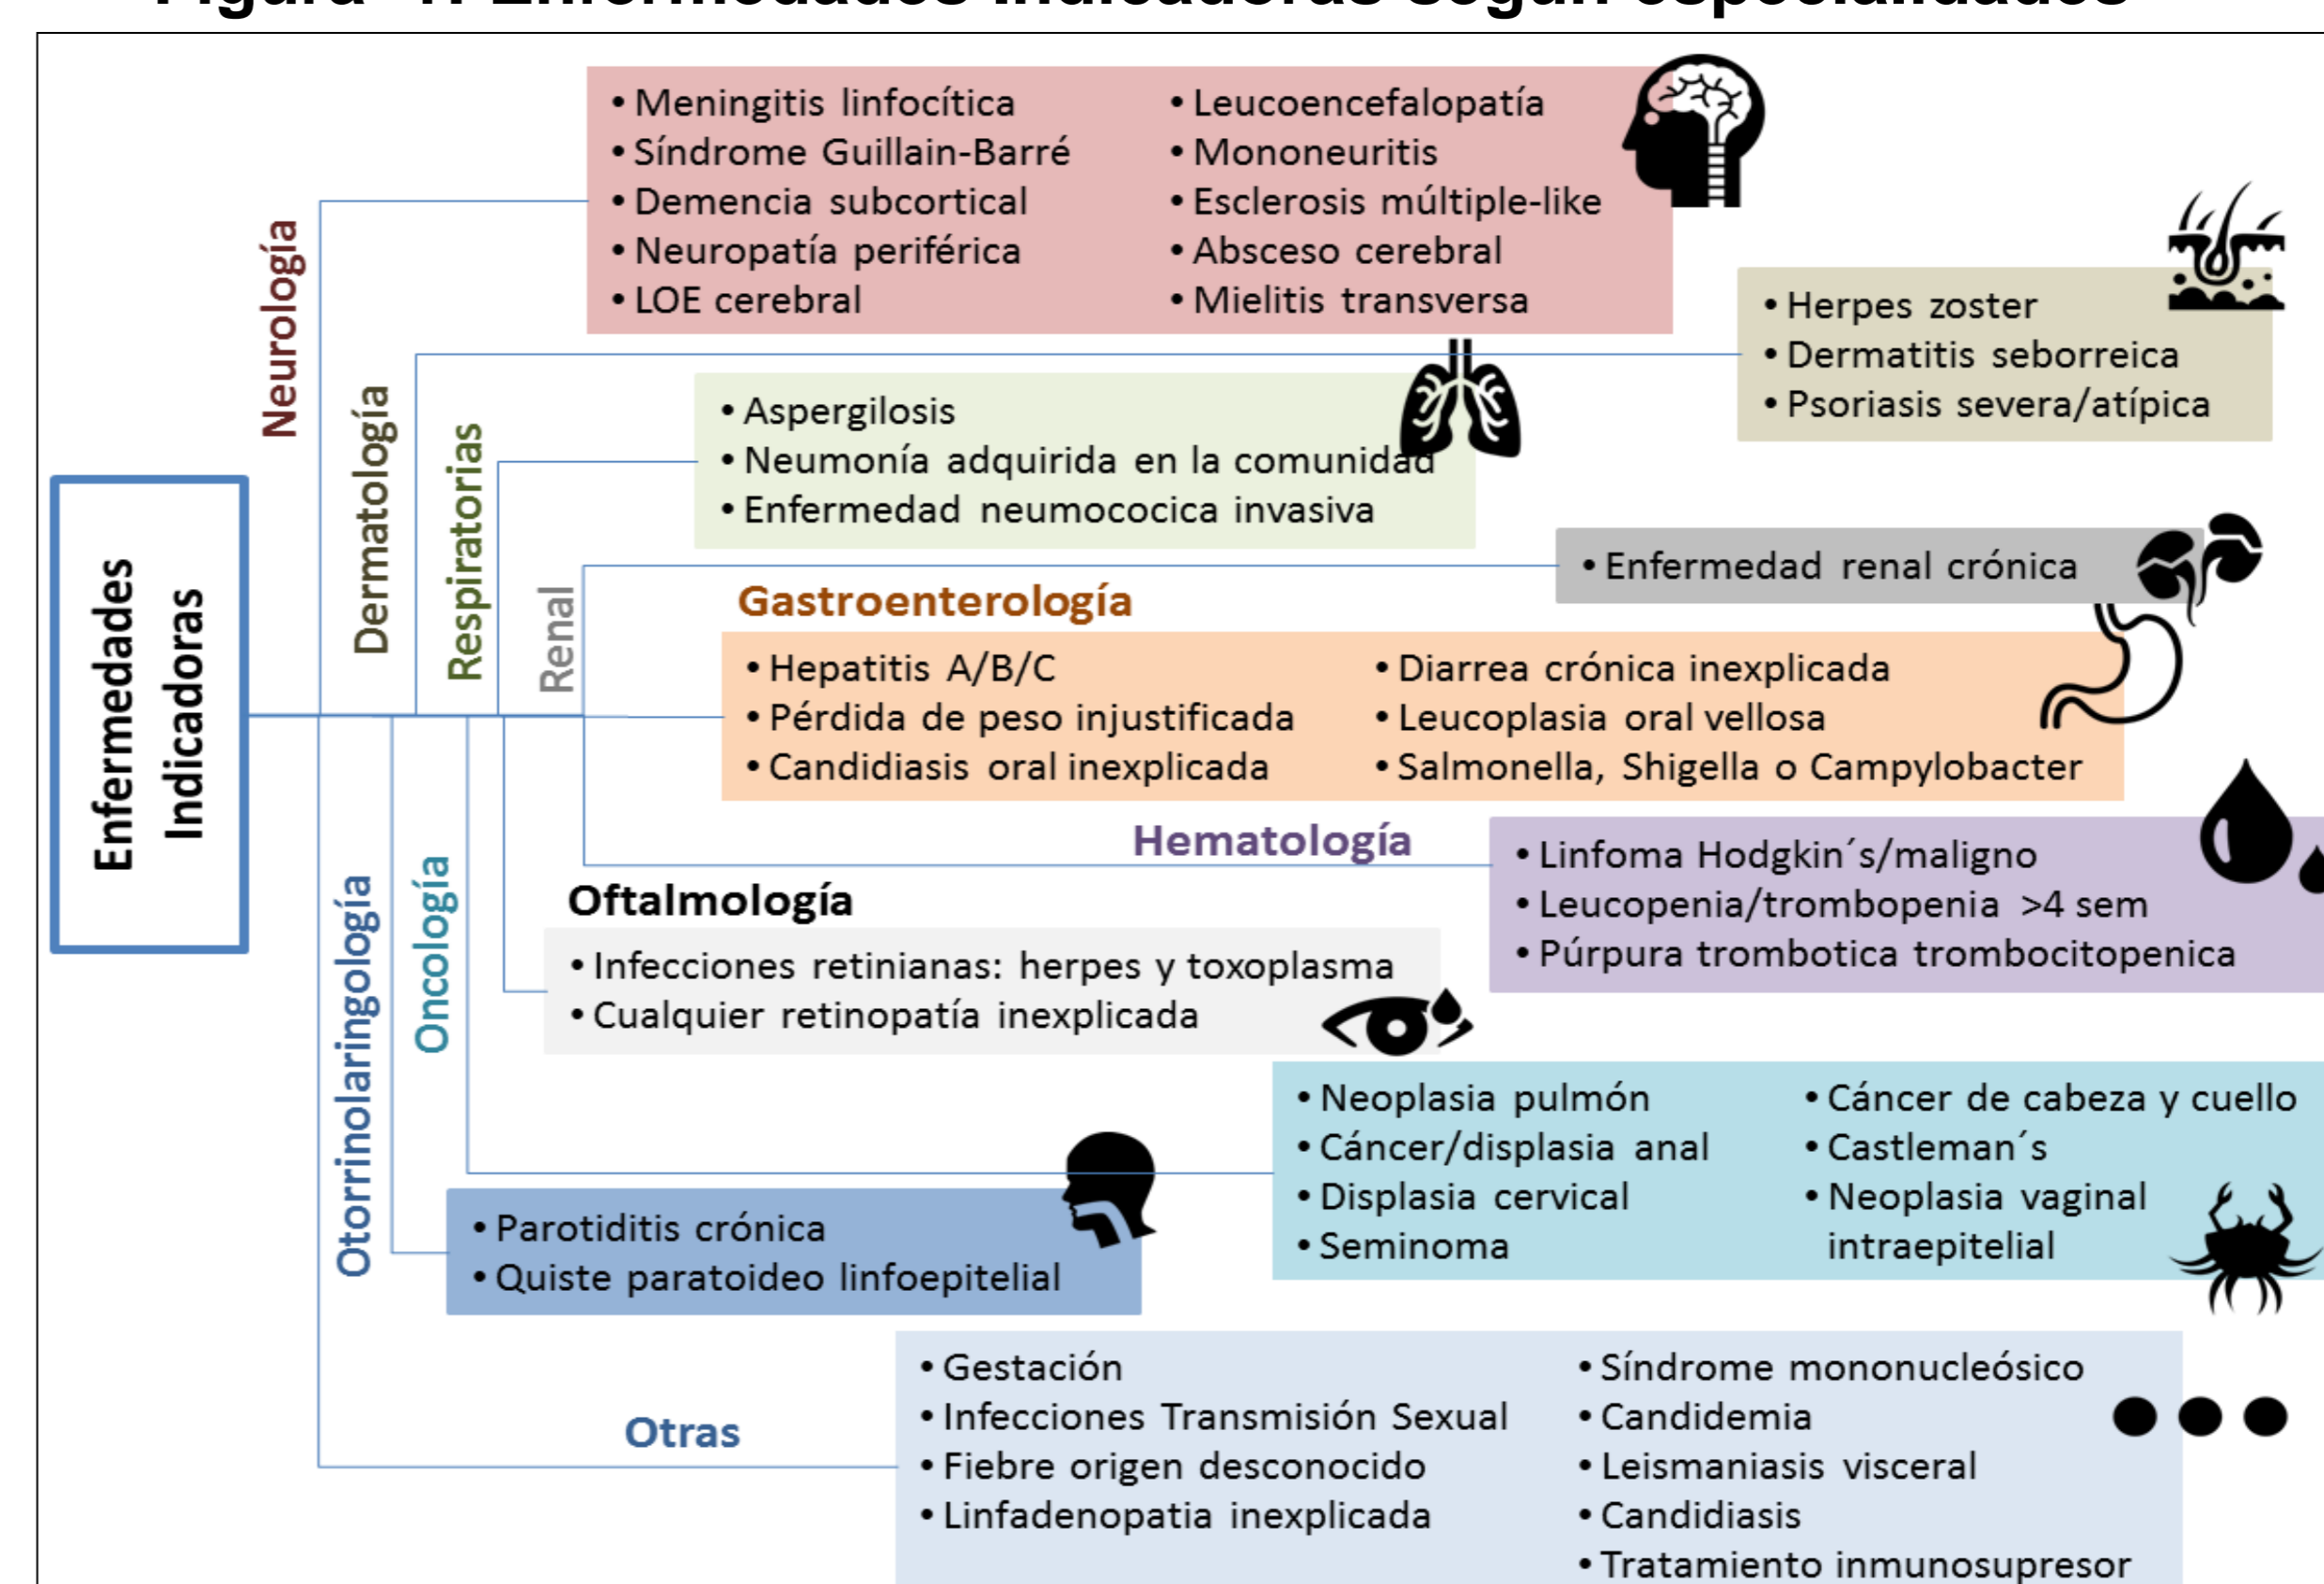 Figura 1. Enfermedades indicadoras según especialidades
Enfermedades
Indicadoras
Neurología
• Meningitis linfocítica
• Síndrome Guillain-Barré
• Demencia subcortical
• Neuropatía periférica
• LOE cerebral
• Leucoencefalopatía
• Mononeuritis
• Esclerosis múltiple-like
• Absceso cerebral
• Mielitis transversa
Dermatología
• Herpes zoster
• Dermatitis seborreica
• Psoriasis severa/atípica
Respiratorias
• Aspergilosis
• Neumonía adquirida en la comunidad
• Enfermedad neumococica invasiva
Renal
• Enfermedad renal crónica
Gastroenterología
• Hepatitis A/B/C
• Pérdida de peso injustificada
• Candidiasis oral inexplicada
• Diarrea crónica inexplicada
• Leucoplasia oral vellosa
• Salmonella, Shigella o Campylobacter
Hematología
• Linfoma Hodgkin´s/maligno
• Leucopenia/trombopenia >4 sem
• Púrpura trombotica trombocitopenica
Oftalmología
• Infecciones retinianas: herpes y toxoplasma
• Cualquier retinopatía inexplicada
Oncología
• Neoplasia pulmón
• Cáncer/displasia anal
• Displasia cervical
• Seminoma
• Cáncer de cabeza y cuello
• Castleman´s
• Neoplasia vaginal
intraepitelial
Otorrinolaringología
• Parotiditis crónica
• Quiste paratoideo linfoepitelial
Otras
• Gestación
• Infecciones Transmisión Sexual
• Fiebre origen desconocido
• Linfadenopatia inexplicada
• Síndrome mononucleósico
• Candidemia
• Leismaniasis visceral
• Candidiasis
• Tratamiento inmunosupresor